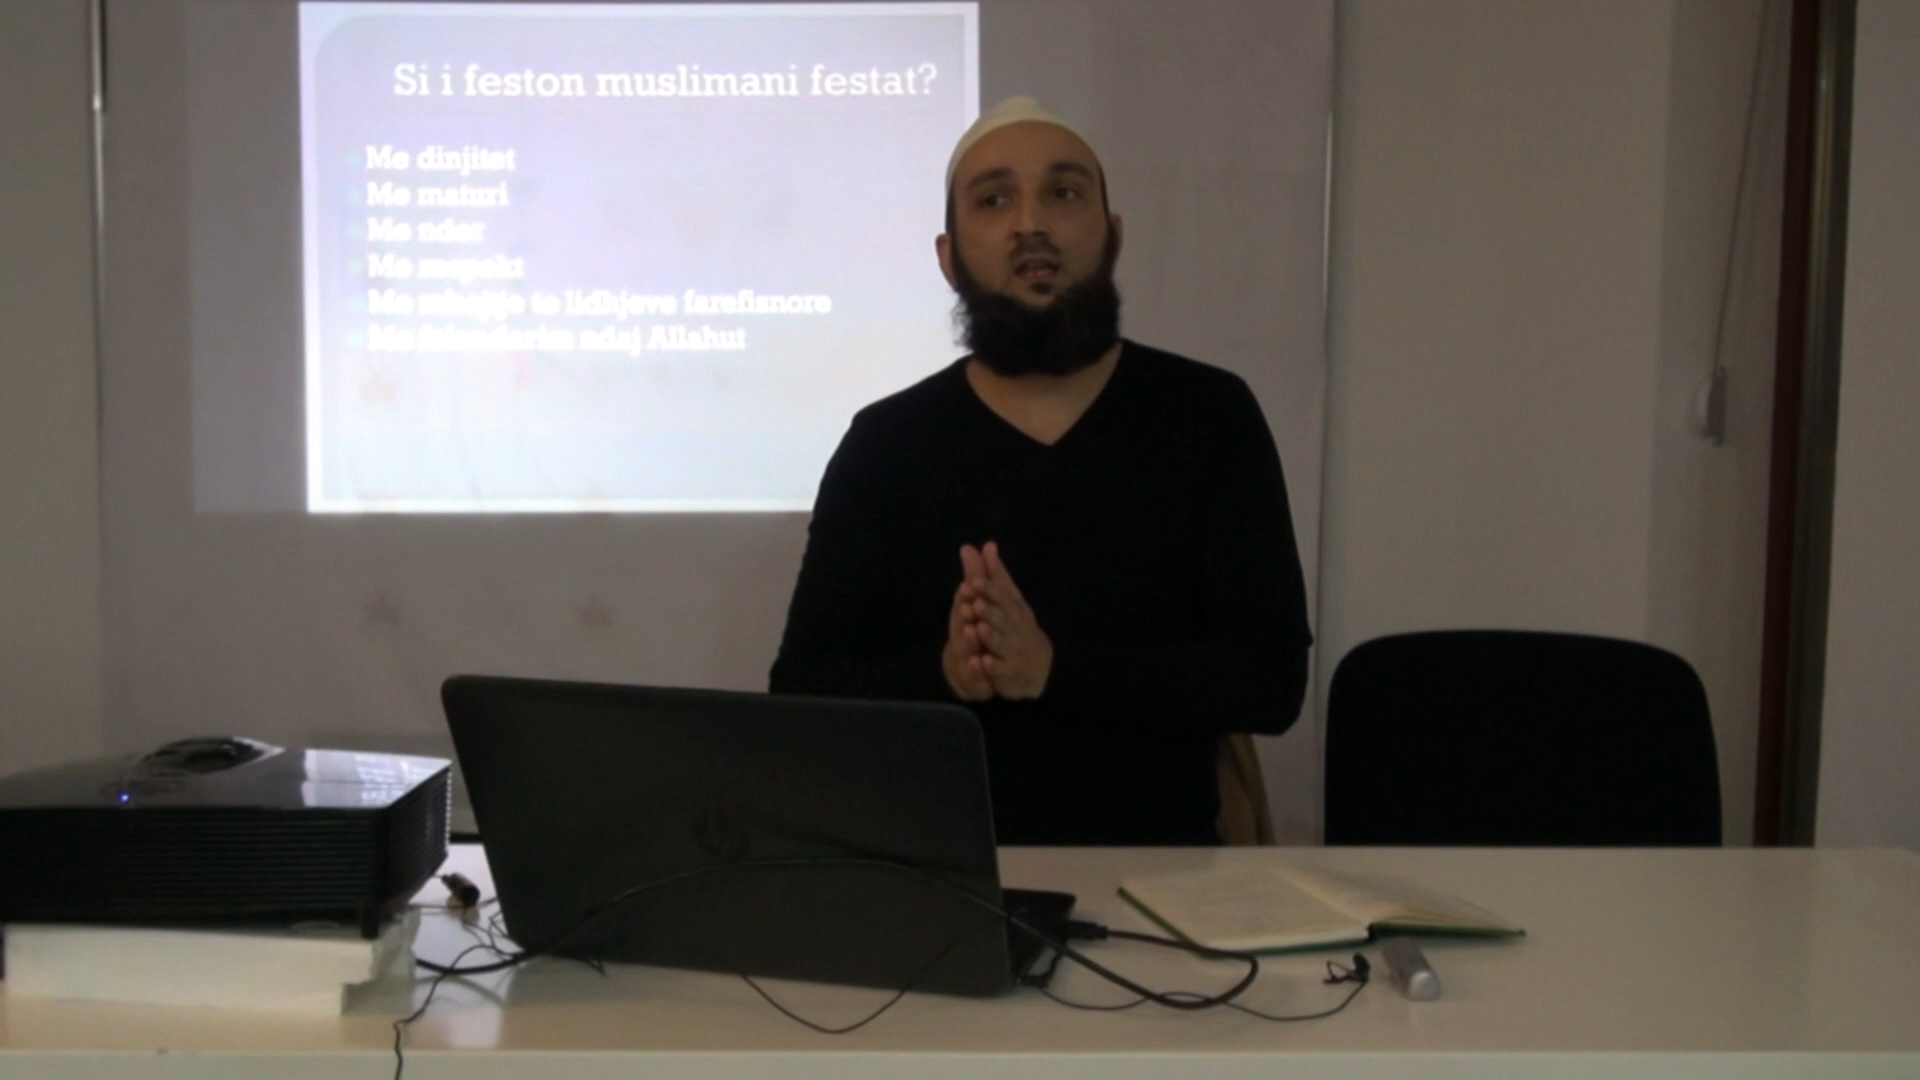 Si i feston muslimani festat?
Me dinjitet
Me maturi
Me nder
Me respekt
Me mbajtje te lidhjeve farefisnore
Me falenderim ndaj Allahut
hp